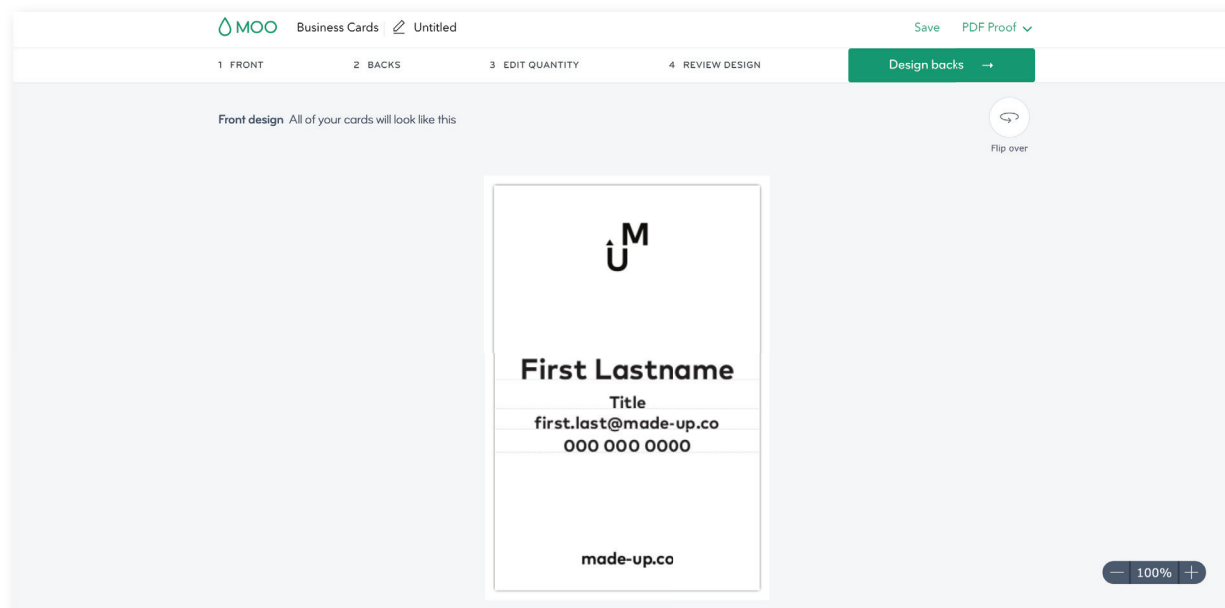 MOO Business Cards Untitled Save PDF Proof
1 FRONT 2 BACKS 3 EDIT QUANTITY 4 REVIEW DESIGN Design backs →
Front design All of your cards will look like this
Flip over
UM
First Lastname
Title
first.last@made-up.co
000 000 0000
made-up.co
100%